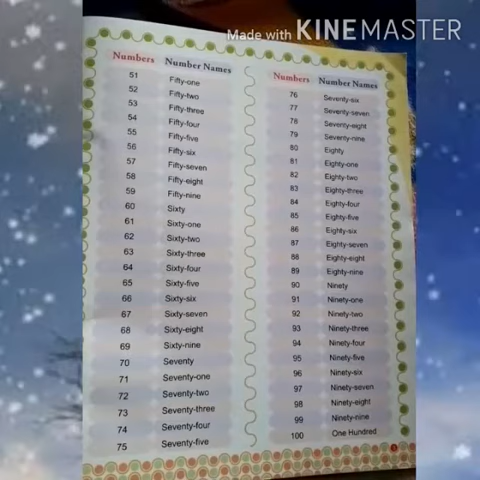 Made with KINEMASTER
Numbers Number Names
51 Fifty-one
52 Fifty-two
53 Fifty-three
54 Fifty-four
55 Fifty-five
56 Fifty-six
57 Fifty-seven
58 Fifty-eight
59 Fifty-nine
60 Sixty
61 Sixty-one
62 Sixty-two
63 Sixty-three
64 Sixty-four
65 Sixty-five
66 Sixty-six
67 Sixty-seven
68 Sixty-eight
69 Sixty-nine
70 Seventy
71 Seventy-one
72 Seventy-two
73 Seventy-three
74 Seventy-four
75 Seventy-five
Numbers Number Names
76 Seventy-six
77 Seventy-seven
78 Seventy-eight
79 Seventy-nine
80 Eighty
81 Eighty-one
82 Eighty-two
83 Eighty-three
84 Eighty-four
85 Eighty-five
86 Eighty-six
87 Eighty-seven
88 Eighty-eight
89 Eighty-nine
90 Ninety
91 Ninety-one
92 Ninety-two
93 Ninety-three
94 Ninety-four
95 Ninety-five
96 Ninety-six
97 Ninety-seven
98 Ninety-eight
99 Ninety-nine
100 One Hundred